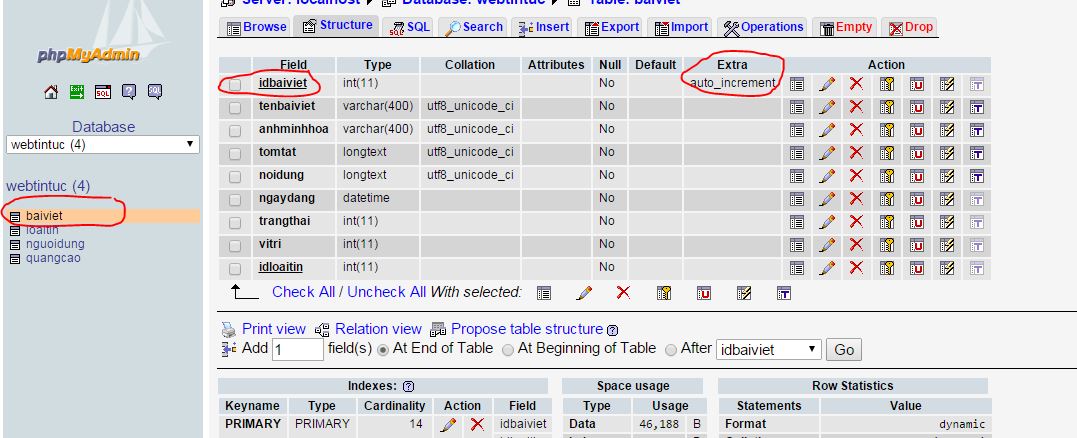 Server: localhost Database: webtintuc Table: baiviet
Browse Structure SQL Search Insert Export Import Operations Empty Drop
phpMyAdmin
SQL ? SQL
Database
webtintuc (4)
webtintuc (4)
baiviet
loaitin
nguoidung
quangcao
Field Type Collation Attributes Null Default Extra Action
idbaiviet int(11) No auto_increment
tenbaiviet varchar(400) utf8_unicode_ci No
anhminhhoa varchar(400) utf8_unicode_ci No
tomtat longtext utf8_unicode_ci No
noidung longtext utf8_unicode_ci No
ngaydang datetime No
trangthai int(11) No
vitri int(11) No
idloaitin int(11) No
Check All / Uncheck All With selected:
Print view Relation view Propose table structure ?
Add 1 field(s) At End of Table At Beginning of Table After idbaiviet Go
Indexes: ?
Keyname Type Cardinality Action Field
PRIMARY PRIMARY 14 idbaiviet
Space usage
Type Usage
Data 46,188 B
Row Statistics
Statements Value
Format dynamic